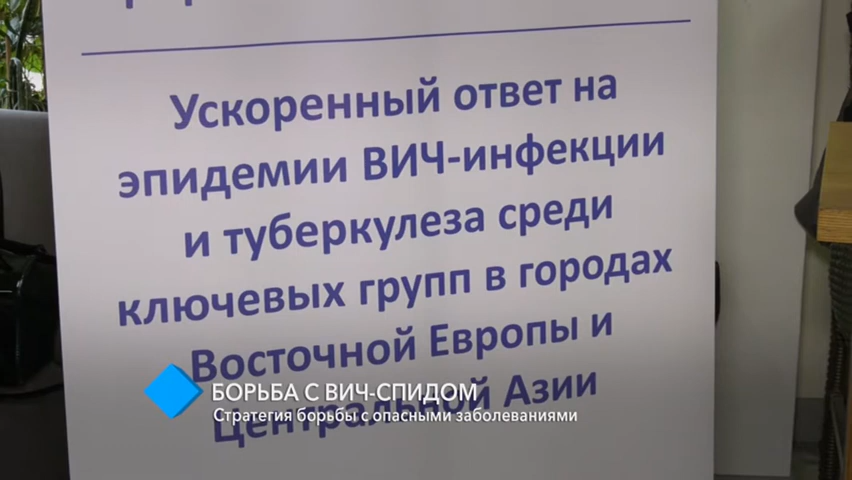 Ускоренный ответ на
эпидемии ВИЧ-инфекции
и туберкулеза среди
ключевых групп в городах
Восточной Европы и
Центральной Азии
БОРЬБА С ВИЧ-СПИДОМ
Стратегия борьбы с опасными заболеваниями